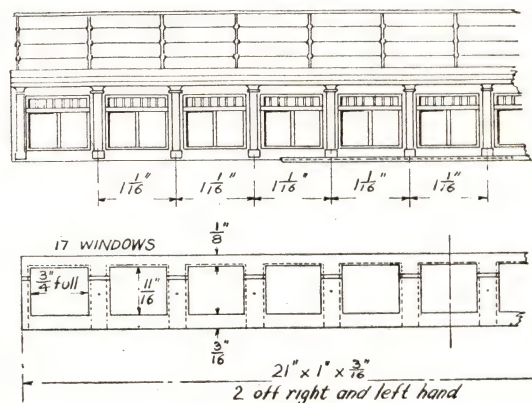 1 1/16" 1 1/16" 1 1/16" 1 1/16" 1 1/16"
17 WINDOWS
1/8"
3/4" full
11/16"
3/16"
21" x 1" x 3/16"
2 off right and left hand